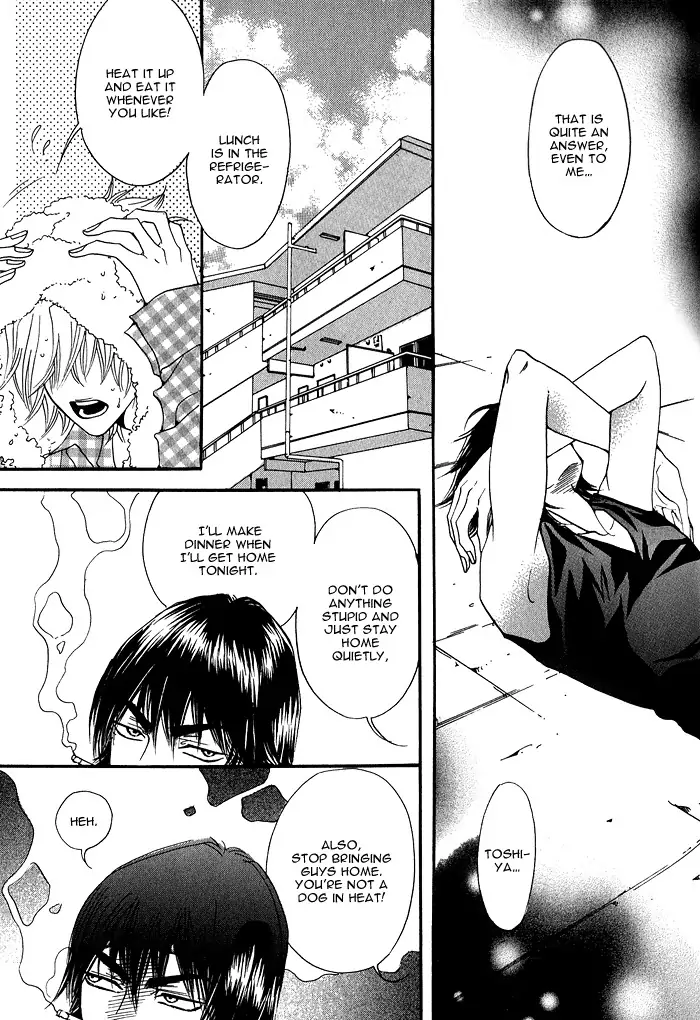 THAT IS
QUITE AN
ANSWER,
EVEN TO
ME...
TOSHI-
YA...
LUNCH
IS IN THE
REFRIGE-
RATOR.
HEAT IT UP
AND EAT IT
WHENEVER
YOU LIKE!
I'LL MAKE
DINNER WHEN
I'LL GET HOME
TONIGHT.
DON'T DO
ANYTHING
STUPID AND
JUST STAY
HOME
QUIETLY,
ALSO,
STOP BRINGING
GUYS HOME.
YOU'RE NOT A
DOG IN HEAT!
HEH.